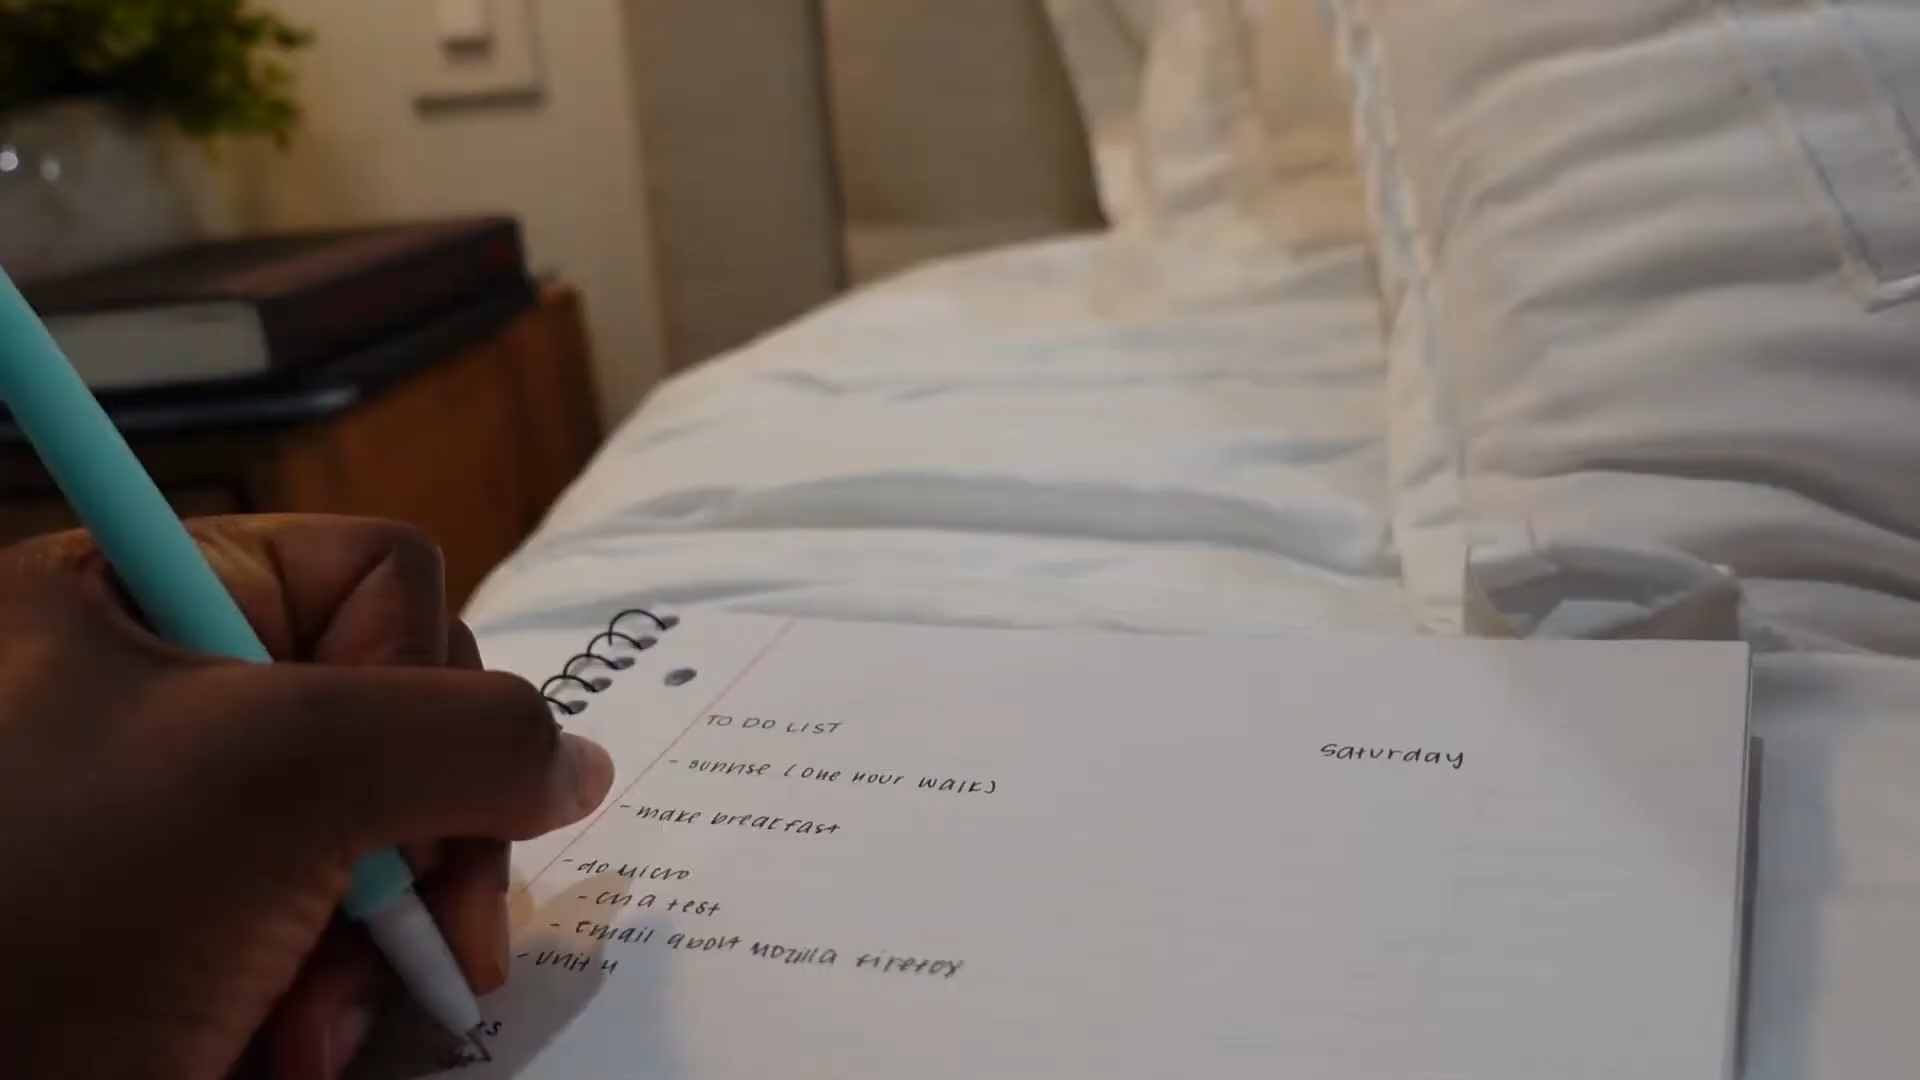 TO DO LIST
saturday
- sunrise (one hour walk)
- make breakfast
- do micro
- test
- Email about Mozilla firefox
- Unit 4